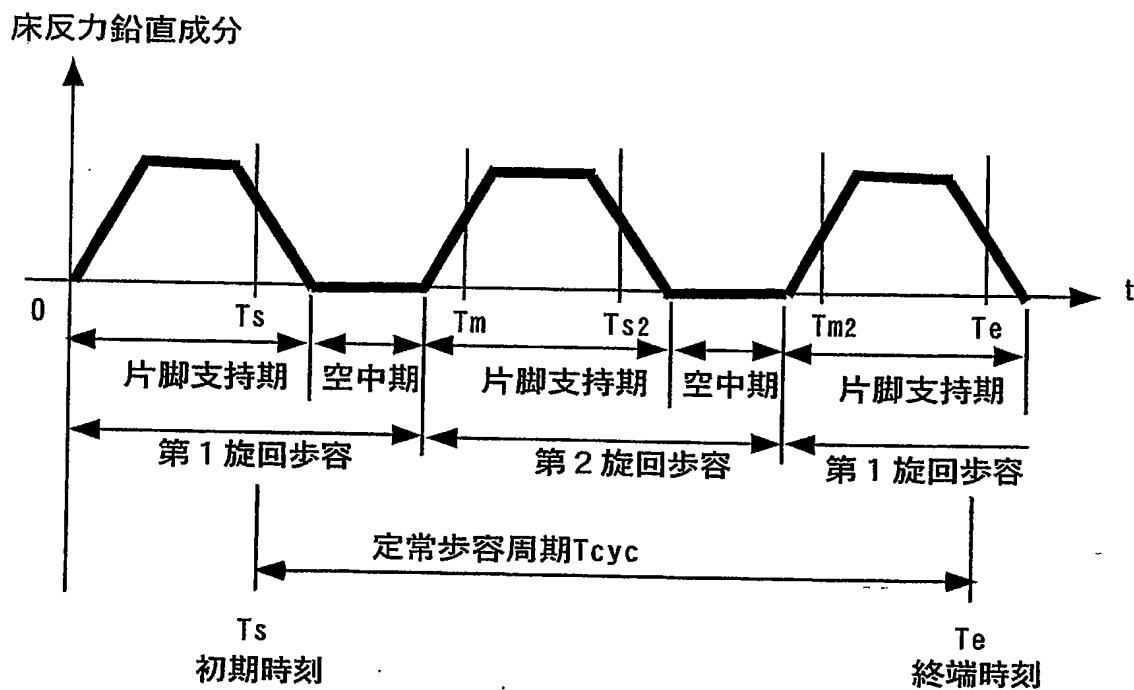 床反力鉛直成分
t
0
Ts
Tm
Ts2
Tm2
Te
片脚支持期
空中期
片脚支持期
空中期
片脚支持期
第1旋回歩容
第2旋回歩容
第1旋回歩容
定常歩容周期Tcyc
Ts
初期時刻
Te
終端時刻